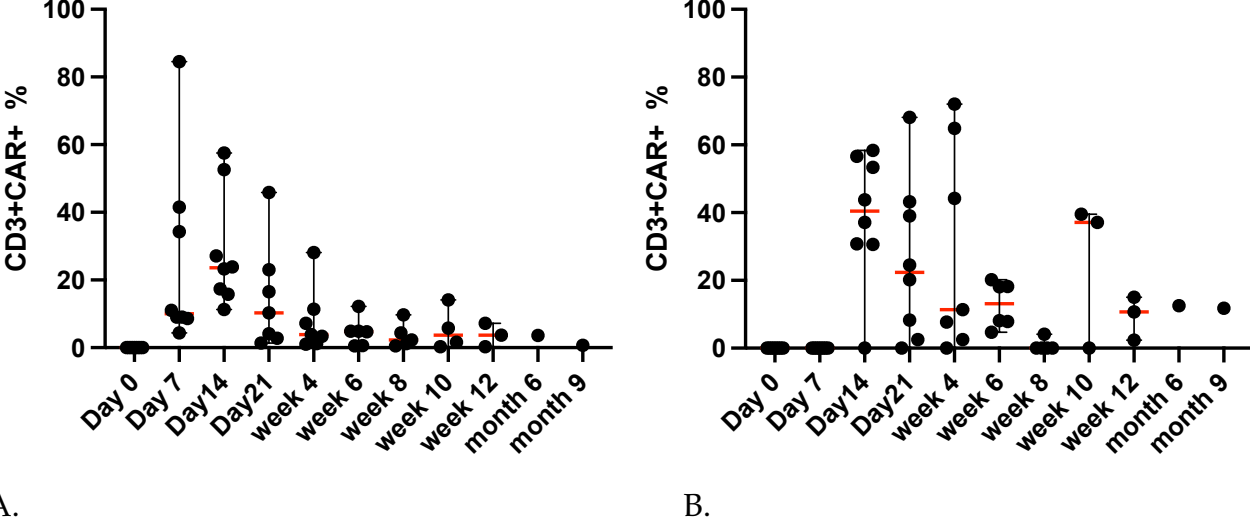 CD3+CAR+ %
100
80
60
40
20
0
Day 0
Day 7
Day14
Day21
week 4
week 6
week 8
week 10
week 12
month 6
month 9
A.
CD3+CAR+ %
100
80
60
40
20
0
Day 0
Day 7
Day14
Day21
week 4
week 6
week 8
week 10
week 12
month 6
month 9
B.